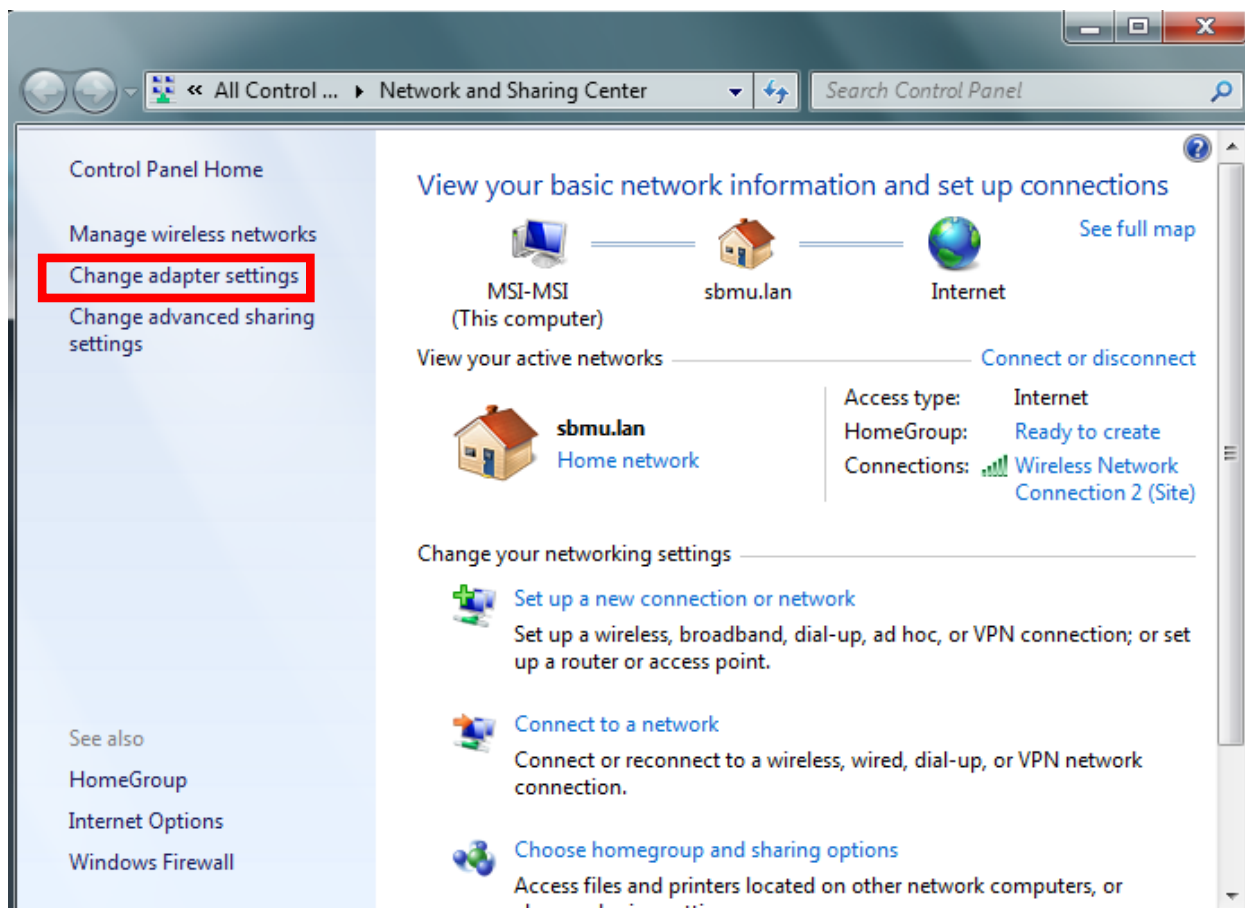 « All Control ... ▸ Network and Sharing Center
Search Control Panel
Control Panel Home
Manage wireless networks
Change adapter settings
Change advanced sharing
settings
See also
HomeGroup
Internet Options
Windows Firewall
View your basic network information and set up connections
See full map
MSI-MSI
(This computer)
sbmu.lan
Internet
View your active networks
Connect or disconnect
sbmu.lan
Home network
Access type: Internet
HomeGroup: Ready to create
Connections: Wireless Network
Connection 2 (Site)
Change your networking settings
Set up a new connection or network
Set up a wireless, broadband, dial-up, ad hoc, or VPN connection; or set
up a router or access point.
Connect to a network
Connect or reconnect to a wireless, wired, dial-up, or VPN network
connection.
Choose homegroup and sharing options
Access files and printers located on other network computers, or